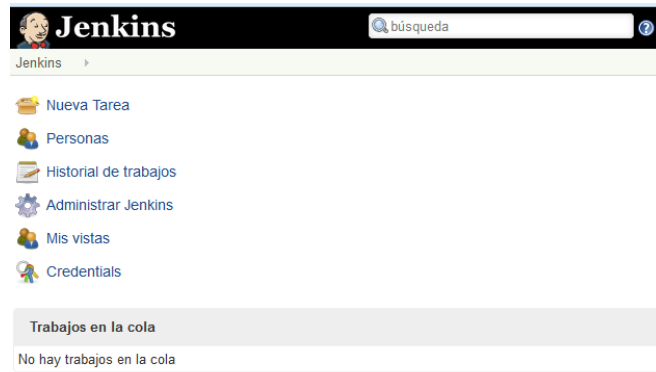 Jenkins
búsqueda
?
Jenkins
Nueva Tarea
Personas
Historial de trabajos
Administrar Jenkins
Mis vistas
Credentials
Trabajos en la cola
No hay trabajos en la cola